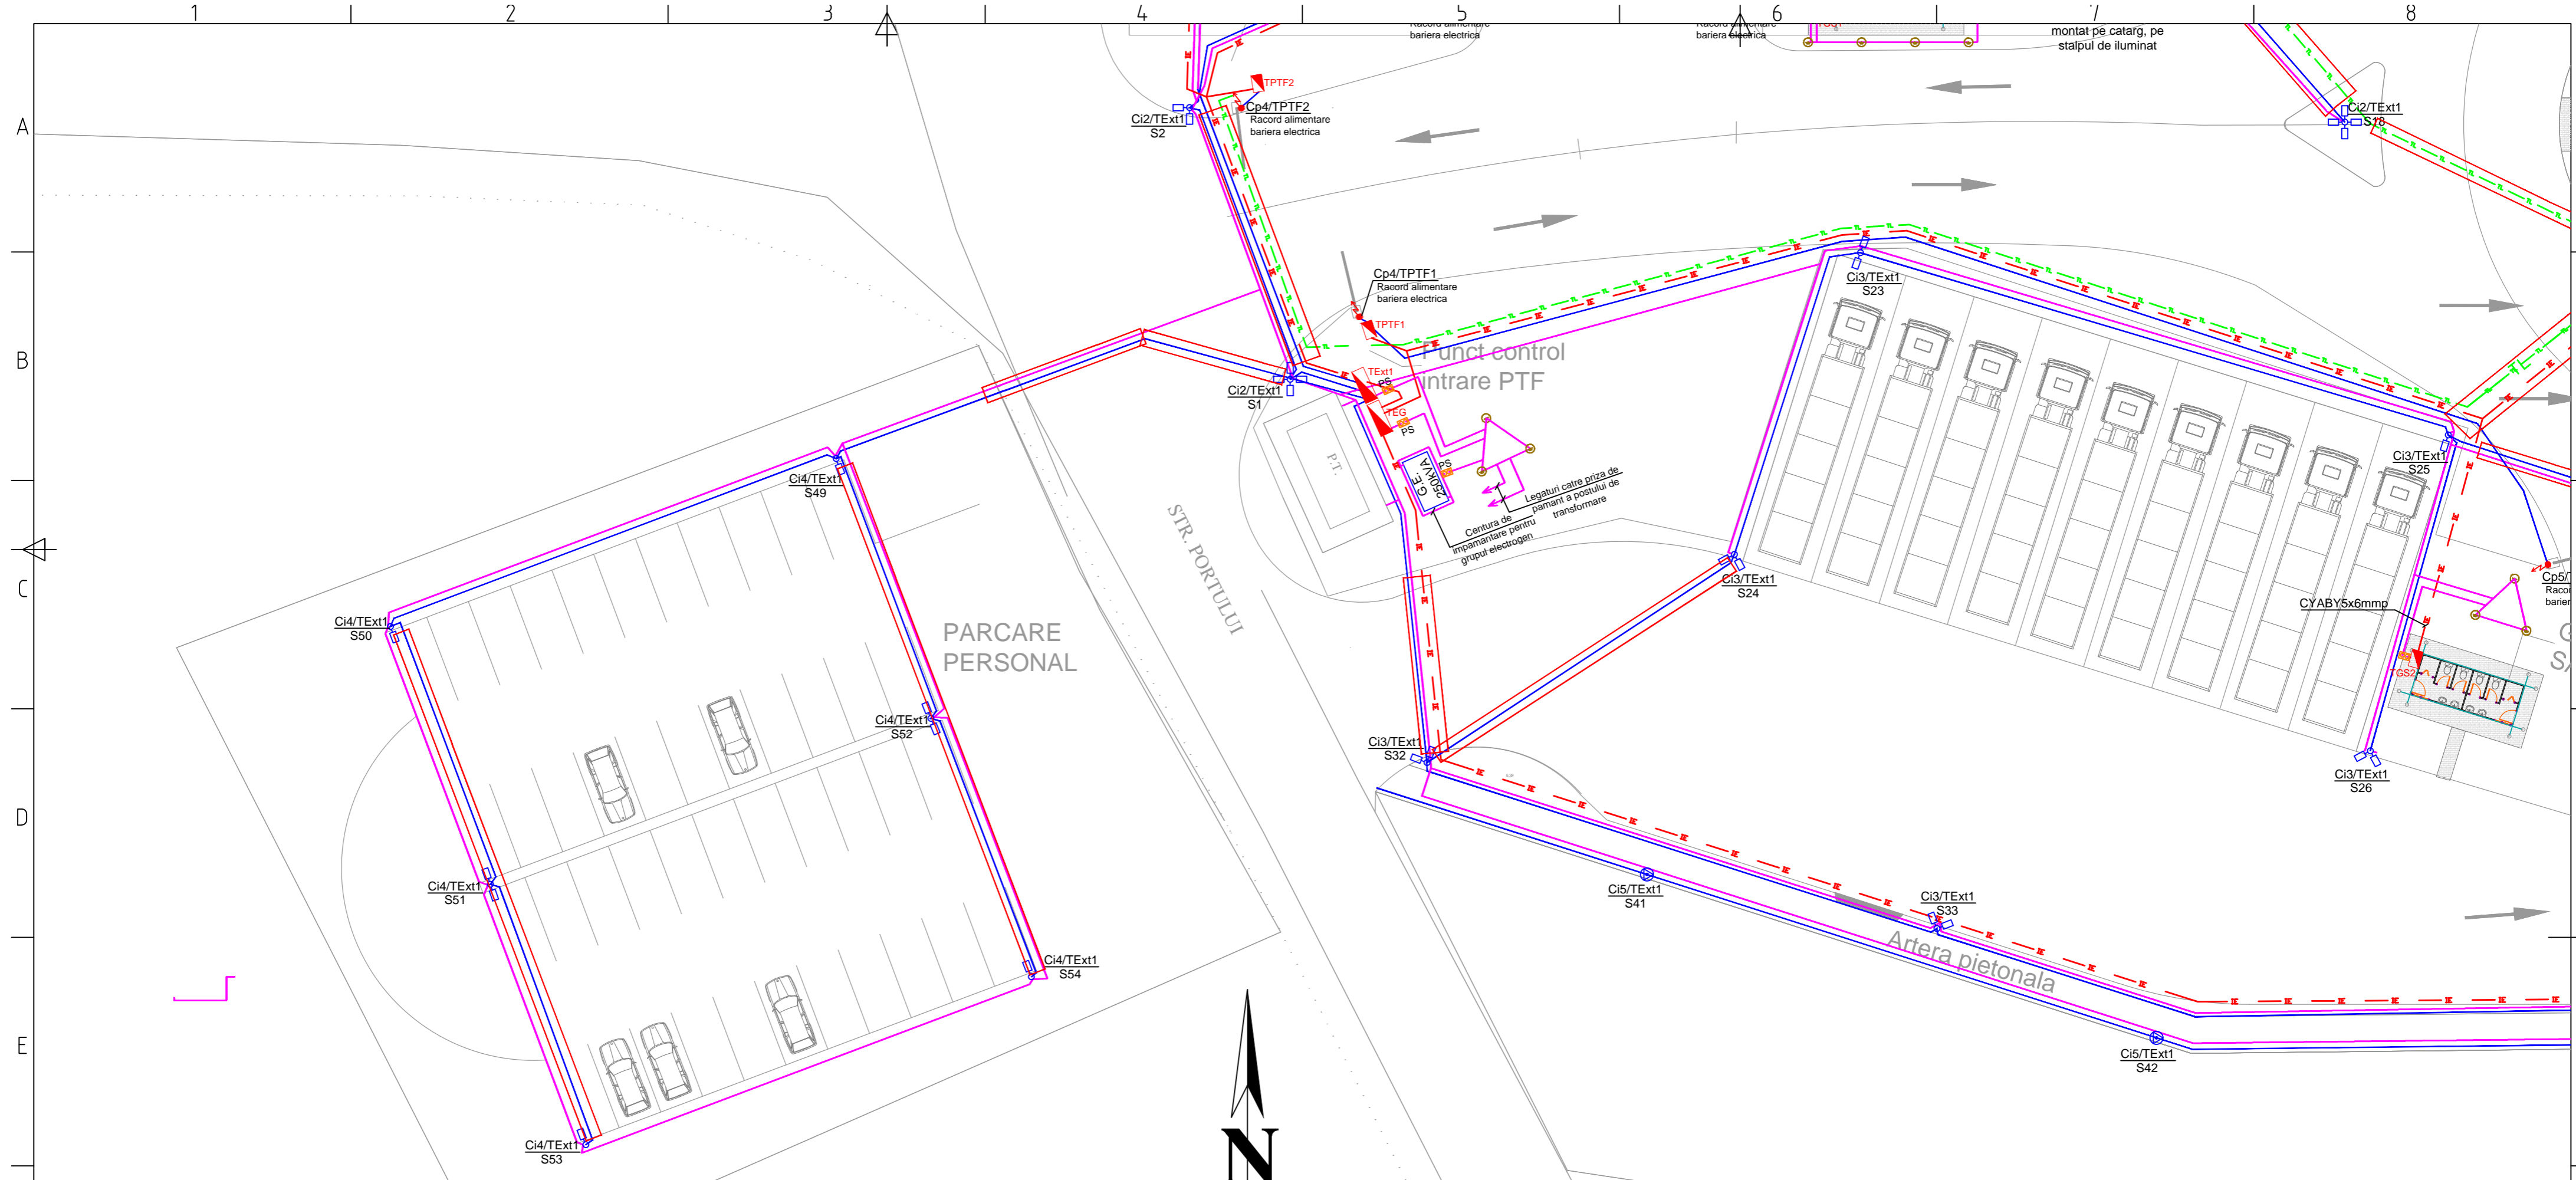 1 2 3 4 5 6 7 8
A
B
C
D
E
bariera electrica
bariera electrica
montat pe catarg, pe
stalpul de iluminat
TPTF2
Cp4/TPTF2
Racord alimentare
bariera electrica
Ci2/TExt1
S2
Ci2/TExt1
S18
Cp4/TPTF1
Racord alimentare
bariera electrica
TPTF1
Ci3/TExt1
S23
Punct control
intrare PTF
TExt1
PS
TEG
PS
PS
Ci2/TExt1
S1
P.T.
G.E.
250kVA
Legaturi catre priza de
pamant a postului de
transformare
Centura de
impamantare pentru
grupul electrogen
Ci3/TExt1
S25
Ci4/TExt1
S49
STR. PORTULUI
Ci3/TExt1
S24
CYABY5x6mmp
TGS2
Ci4/TExt1
S50
PARCARE
PERSONAL
Ci4/TExt1
S52
Ci3/TExt1
S32
Ci3/TExt1
S26
Ci4/TExt1
S51
Ci5/TExt1
S41
Ci3/TExt1
S33
Artera pietonala
Ci4/TExt1
S54
Ci5/TExt1
S42
Ci4/TExt1
S53
N